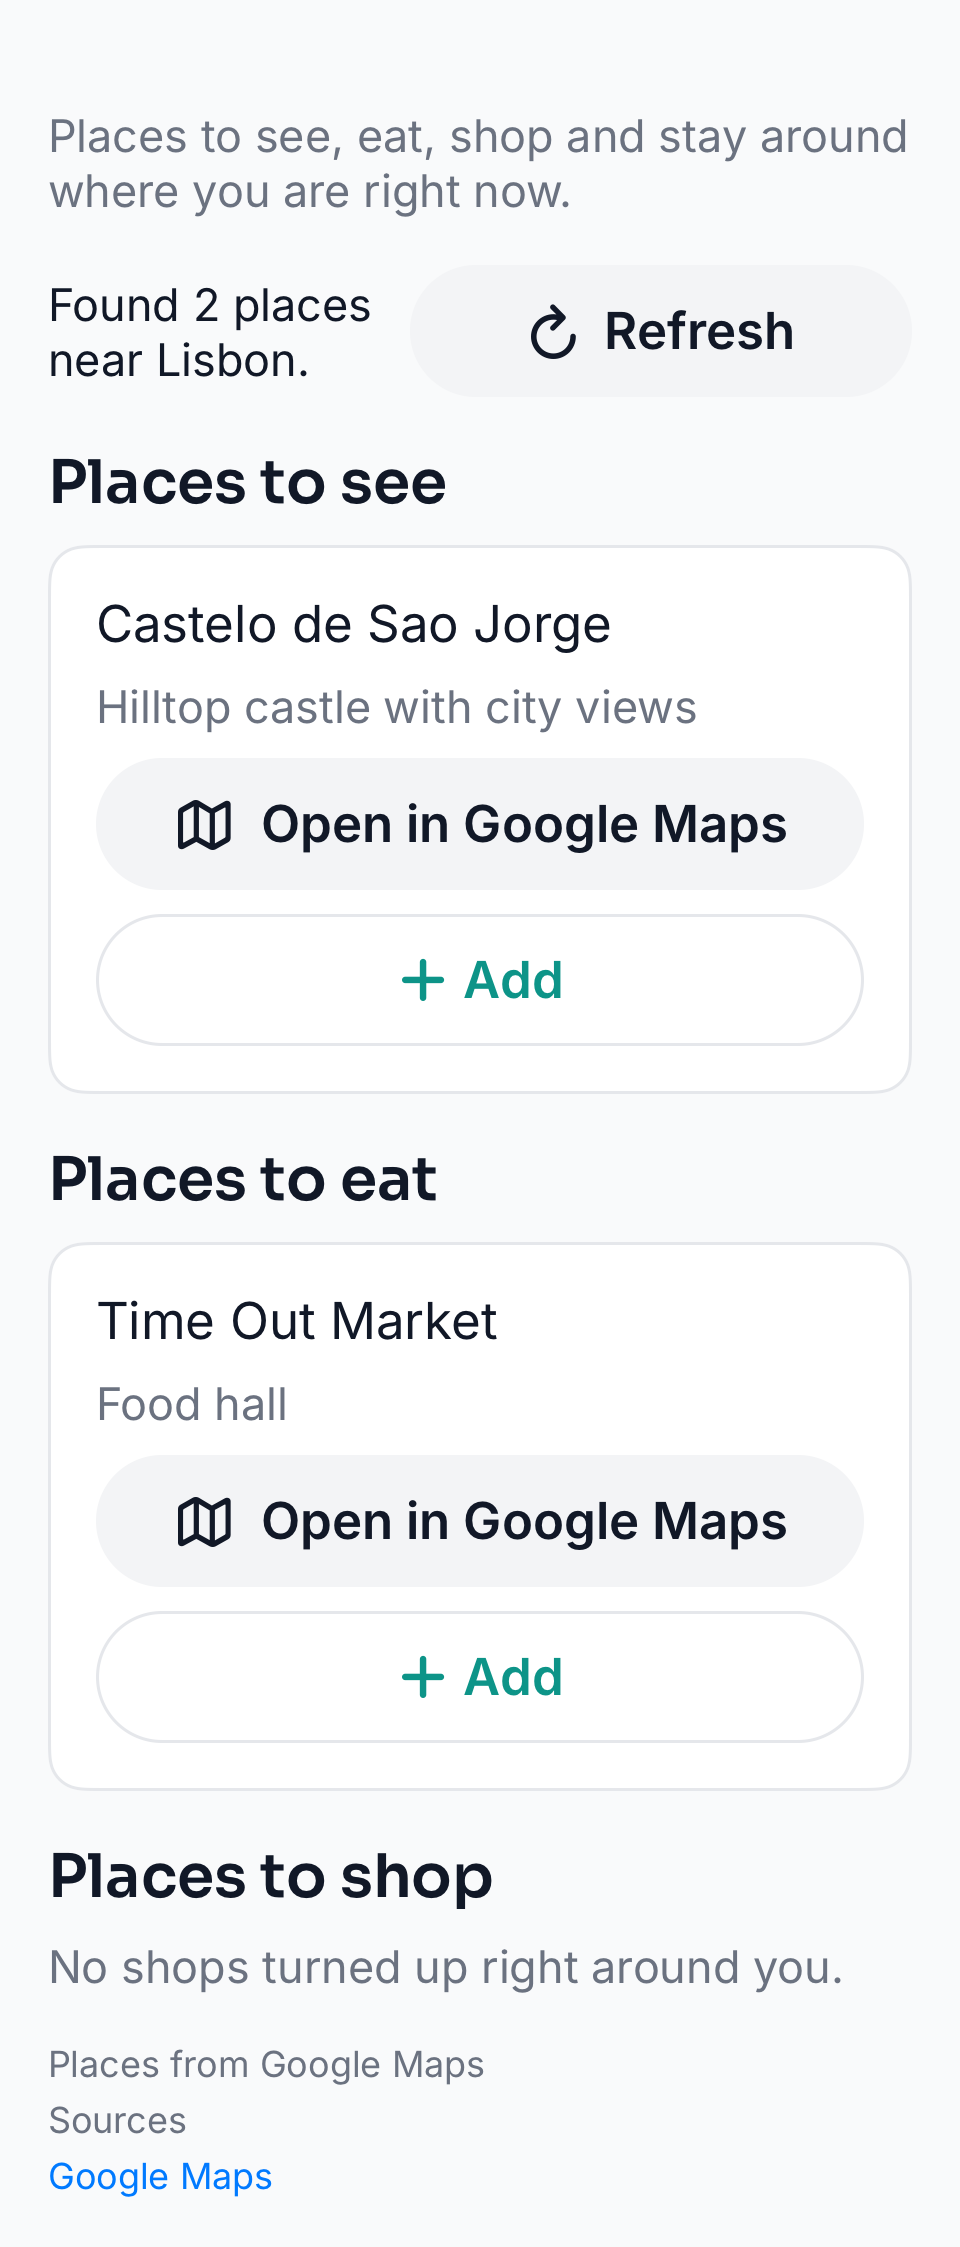 Places to see, eat, shop and stay around
where you are right now.
Found 2 places
near Lisbon.
Refresh
Places to see
Castelo de Sao Jorge
Hilltop castle with city views
Open in Google Maps
Add
Places to eat
Time Out Market
Food hall
Open in Google Maps
Add
Places to shop
No shops turned up right around you.
Places from Google Maps
Sources
Google Maps